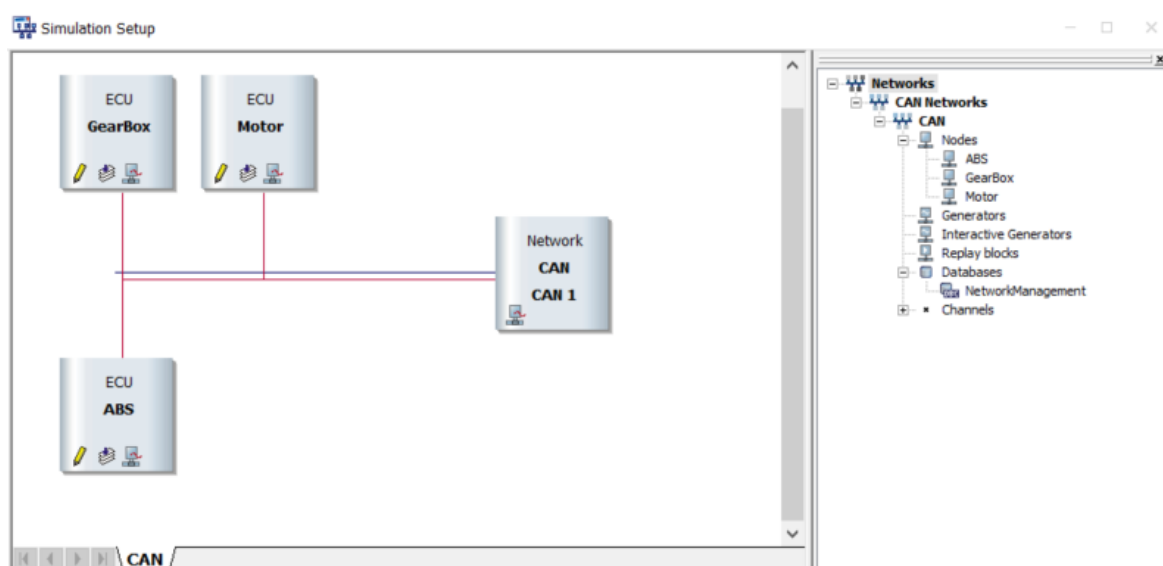 Simulation Setup
ECU
GearBox
ECU
Motor
Network
CAN
CAN 1
ECU
ABS
CAN
Networks
CAN Networks
CAN
Nodes
ABS
GearBox
Motor
Generators
Interactive Generators
Replay blocks
Databases
NetworkManagement
Channels